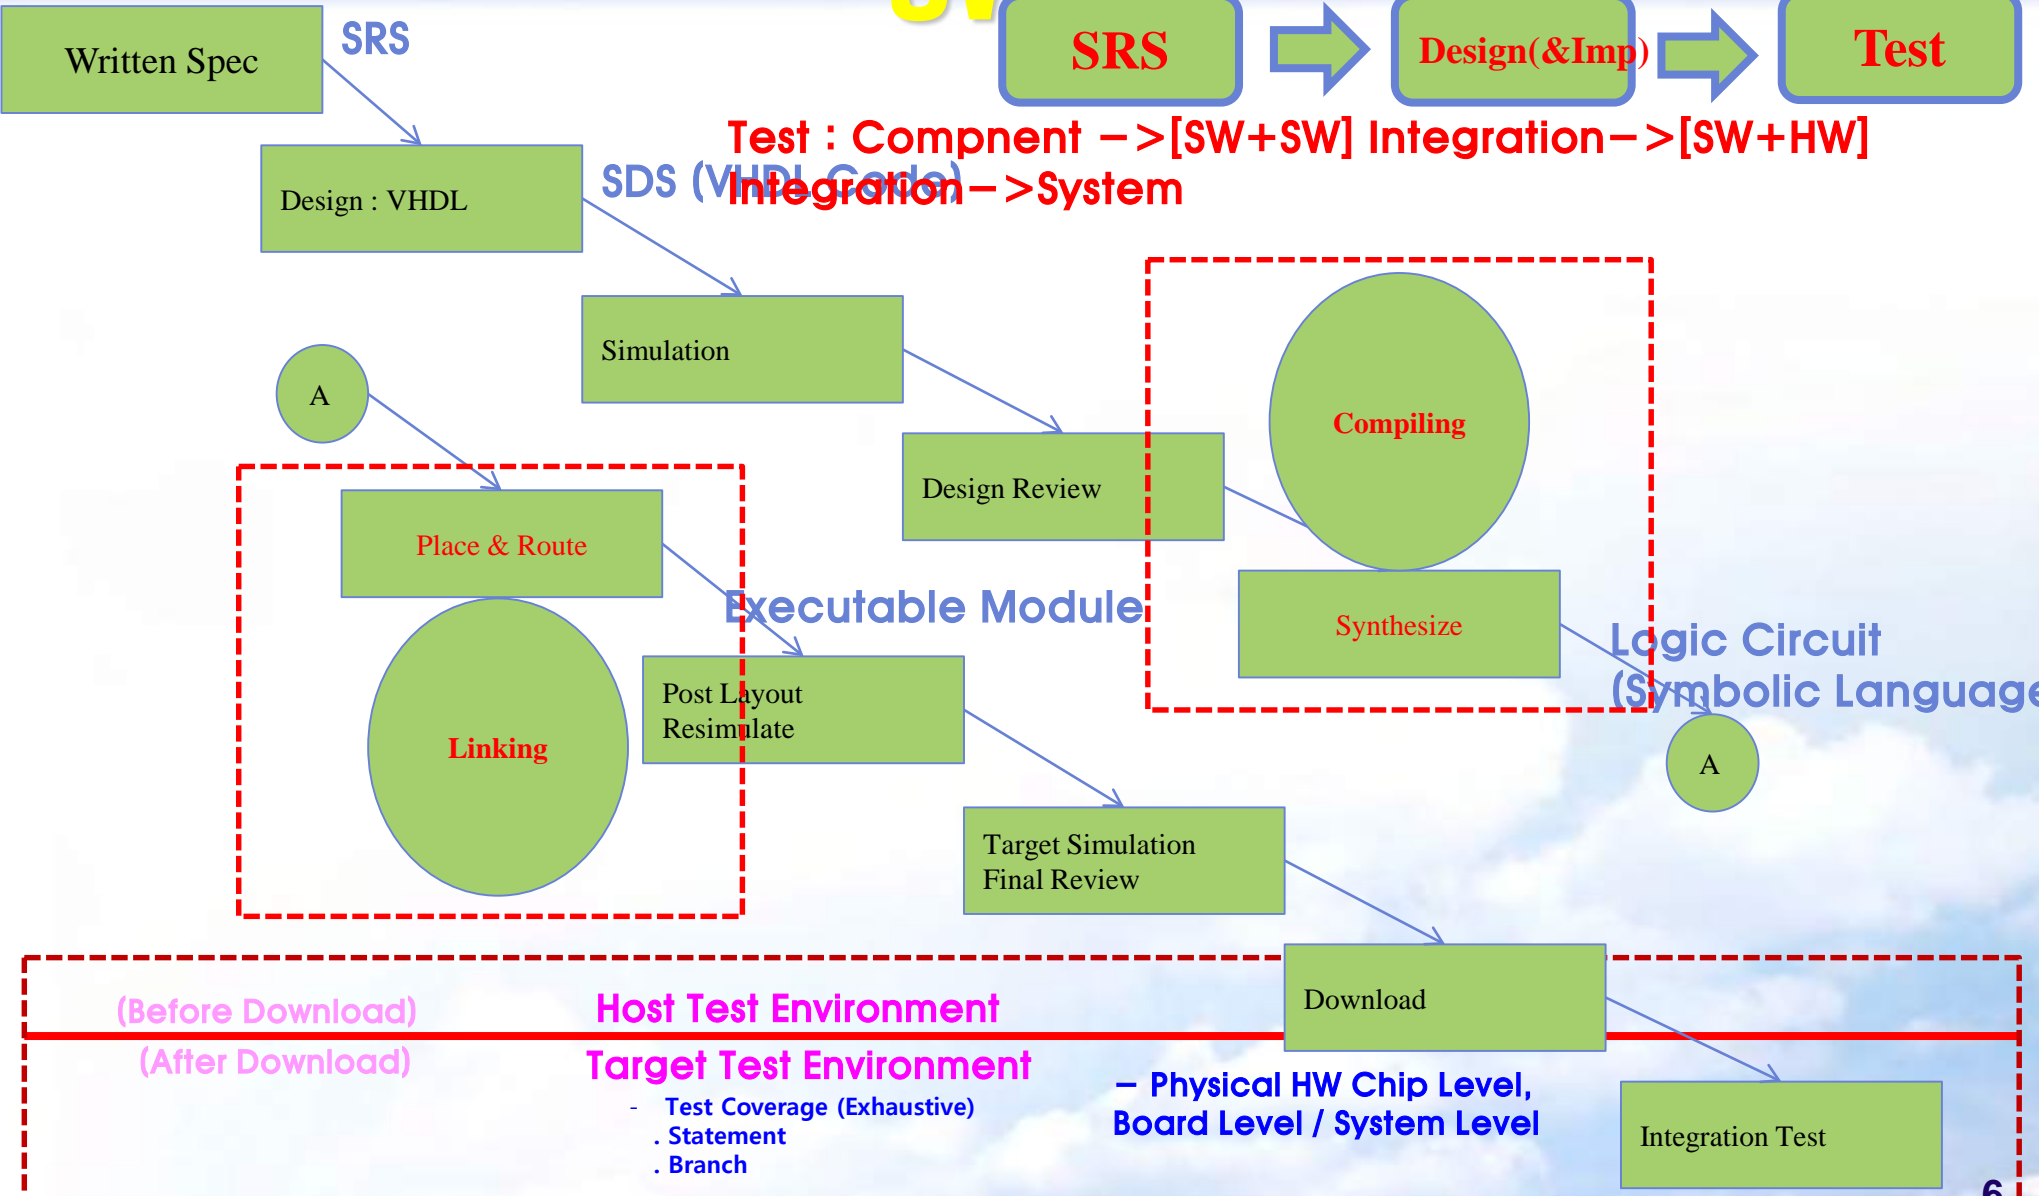 Written Spec
SRS
SRS
Design(&Imp)
Test
Test : Compnent ->[SW+SW] Integration->[SW+HW]
Integration->System
Design : VHDL
SDS (VHDL Code)
Simulation
A
Compiling
Design Review
Place & Route
Executable Module
Synthesize
Logic Circuit
(Symbolic Language
Post Layout
Resimulate
Linking
A
Target Simulation
Final Review
(Before Download)
Host Test Environment
Download
(After Download)
Target Test Environment
- Test Coverage (Exhaustive)
. Statement
. Branch
- Physical HW Chip Level,
Board Level / System Level
Integration Test
6